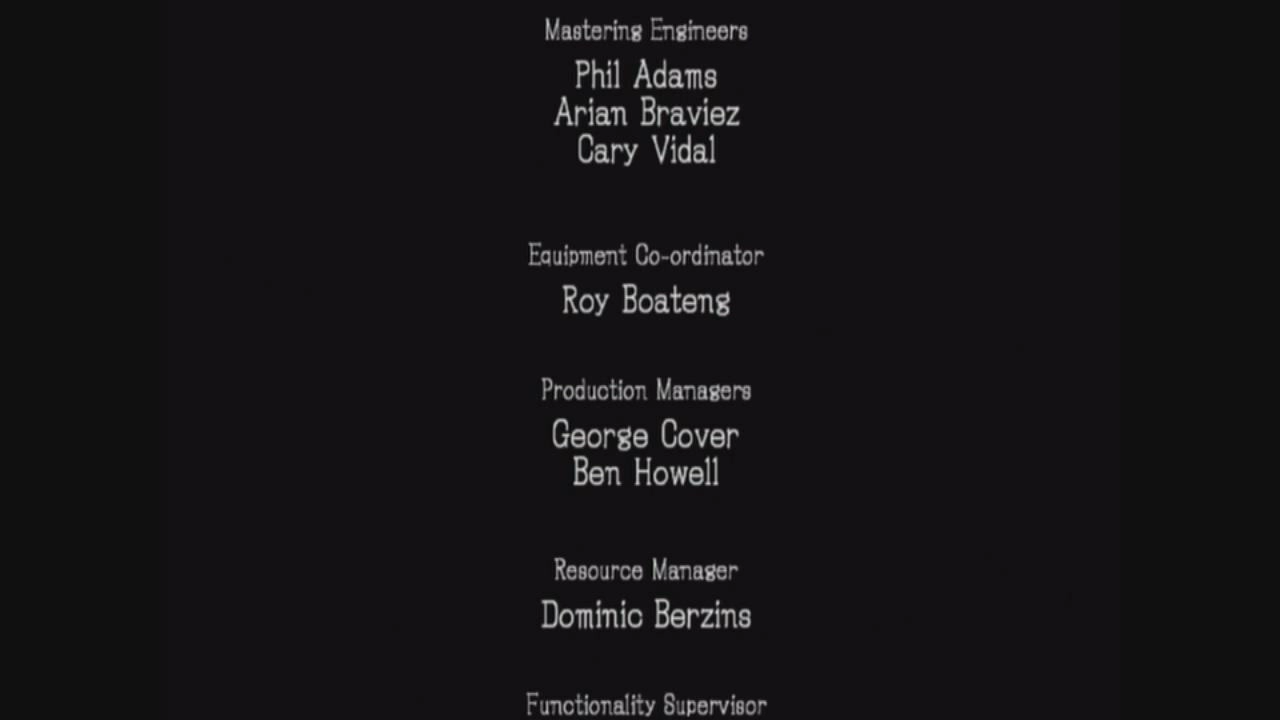 Mastering Engineers
Phil Adams
Arian Braviez
Cary Vidal
Equipment Co-ordinator
Roy Boateng
Production Managers
George Cover
Ben Howell
Resource Manager
Dominic Berzins
Functionality Supervisor